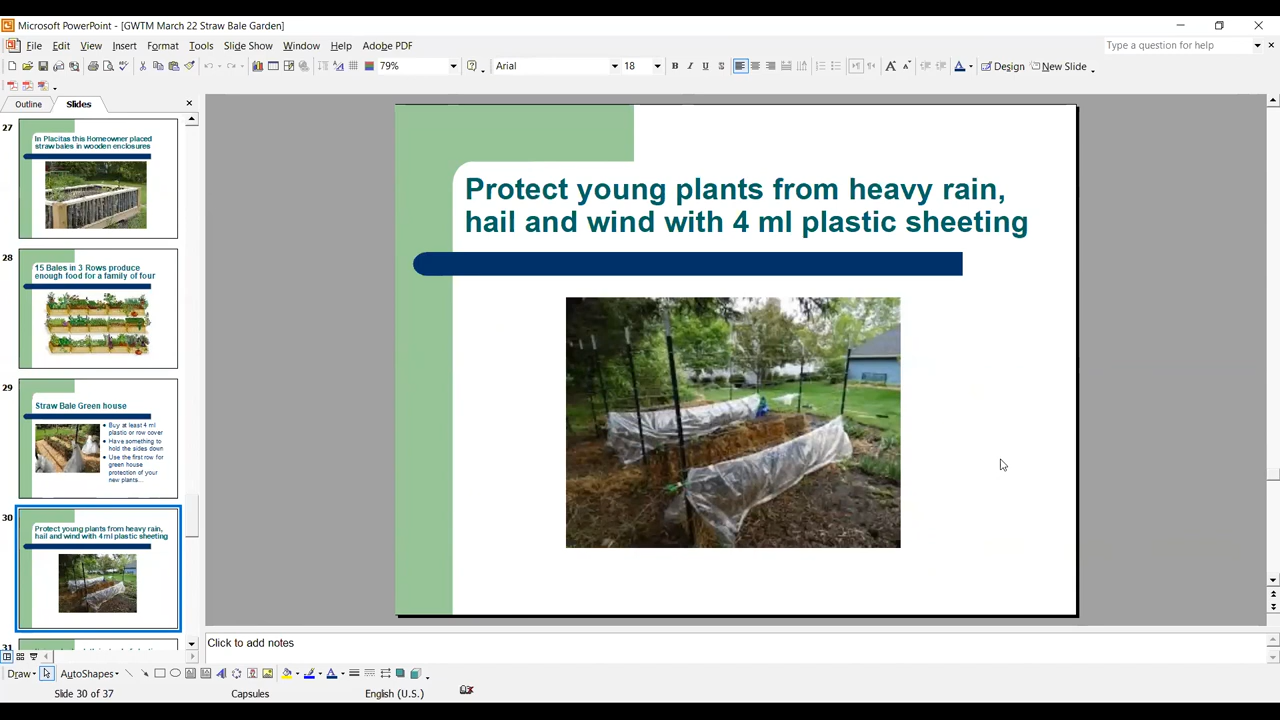 Microsoft PowerPoint - [GWTM March 22 Straw Bale Garden]
File Edit View Insert Format Tools Slide Show Window Help Adobe PDF
Type a question for help
79%
Arial
18
Design
New Slide
Outline
Slides
27
In Placitas this Homeowner placed
straw bales in wooden enclosures
28
15 Bales in 3 Rows produce
enough food for a family of four
29
Straw Bale Green house
Buy at least 4 ml
plastic or row cover
Have something to
hold the sides down
Use the first row for
green house
protection of your
new plants...
30
Protect young plants from heavy rain,
hail and wind with 4 ml plastic sheeting
31
Protect young plants from heavy rain,
hail and wind with 4 ml plastic sheeting
Click to add notes
Draw
AutoShapes
Slide 30 of 37
Capsules
English (U.S.)